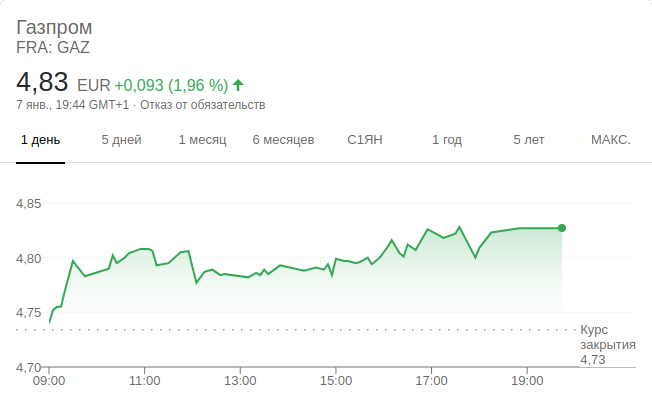 Газпром
FRA: GAZ
4,83 EUR +0,093 (1,96 %)
7 янв., 19:44 GMT+1 · Отказ от обязательств
1 день 5 дней 1 месяц 6 месяцев С1ЯН 1 год 5 лет МАКС.
4,85
4,80
4,75
Курс
закрытия
4,73
4,70
09:00 11:00 13:00 15:00 17:00 19:00